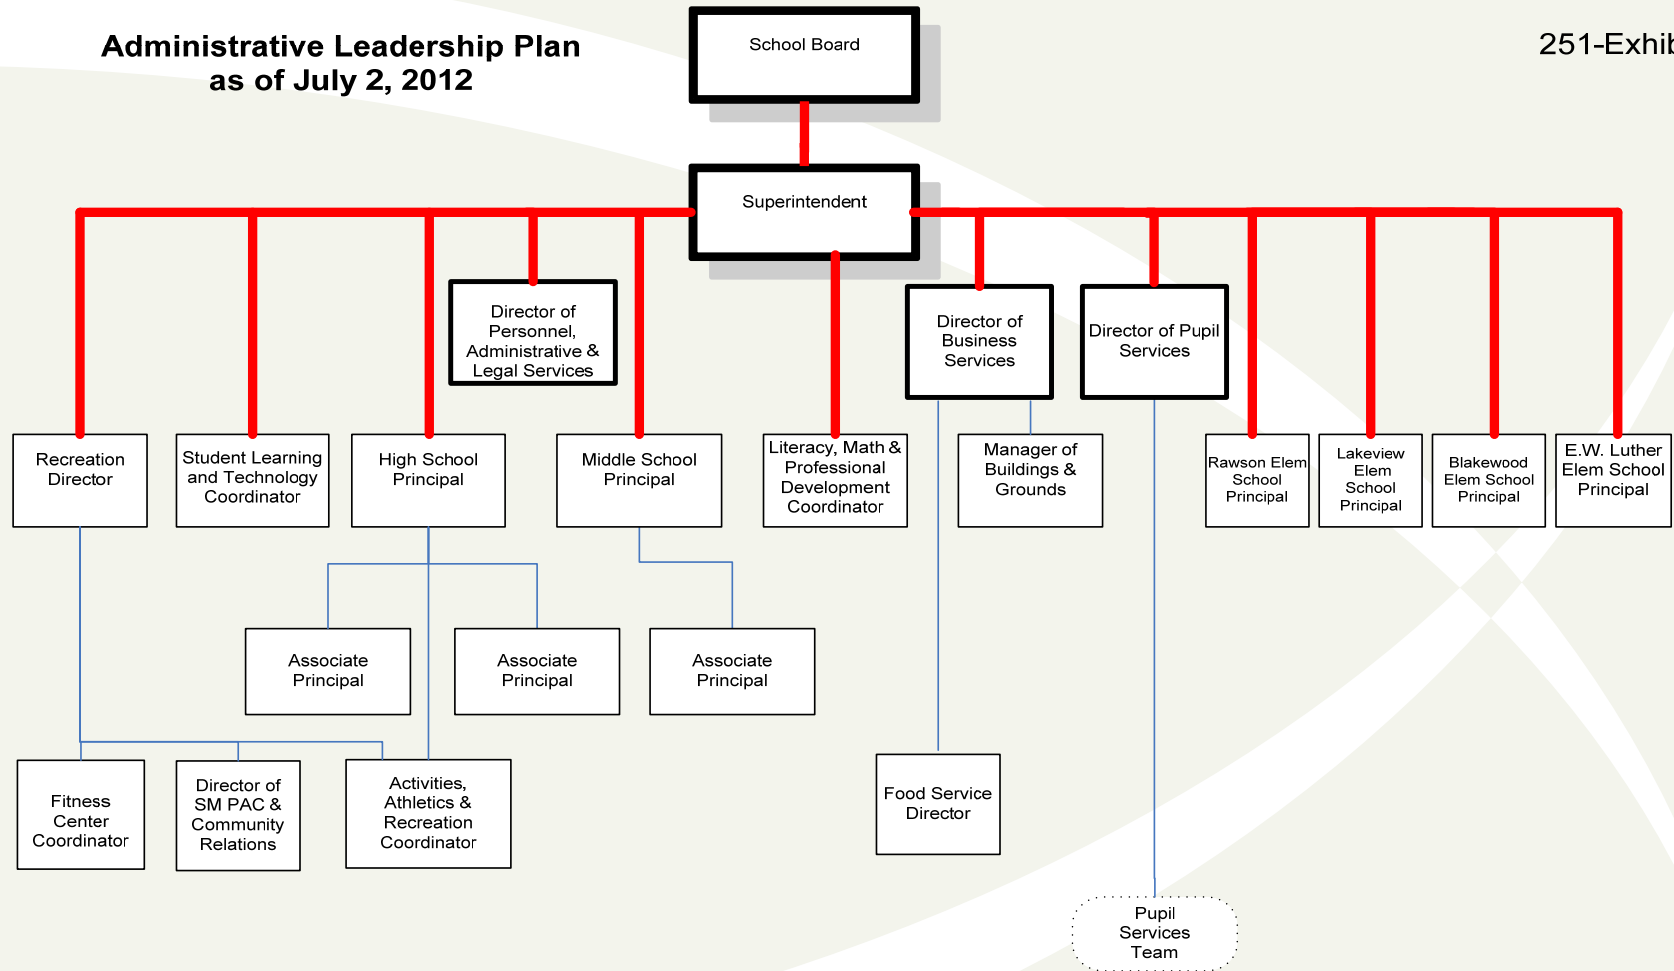 Administrative Leadership Plan
as of July 2, 2012
School Board
251-Exhib
Superintendent
Director of
Personnel,
Administrative &
Legal Services
Director of
Business
Services
Director of Pupil
Services
Recreation
Director
Student Learning
and Technology
Coordinator
High School
Principal
Middle School
Principal
Literacy, Math &
Professional
Development
Coordinator
Manager of
Buildings &
Grounds
Rawson Elem
School
Principal
Lakeview
Elem
School
Principal
Blakewood
Elem School
Principal
E.W. Luther
Elem School
Principal
Associate
Principal
Associate
Principal
Associate
Principal
Fitness
Center
Coordinator
Director of
SM PAC &
Community
Relations
Activities,
Athletics &
Recreation
Coordinator
Food Service
Director
Pupil
Services
Team